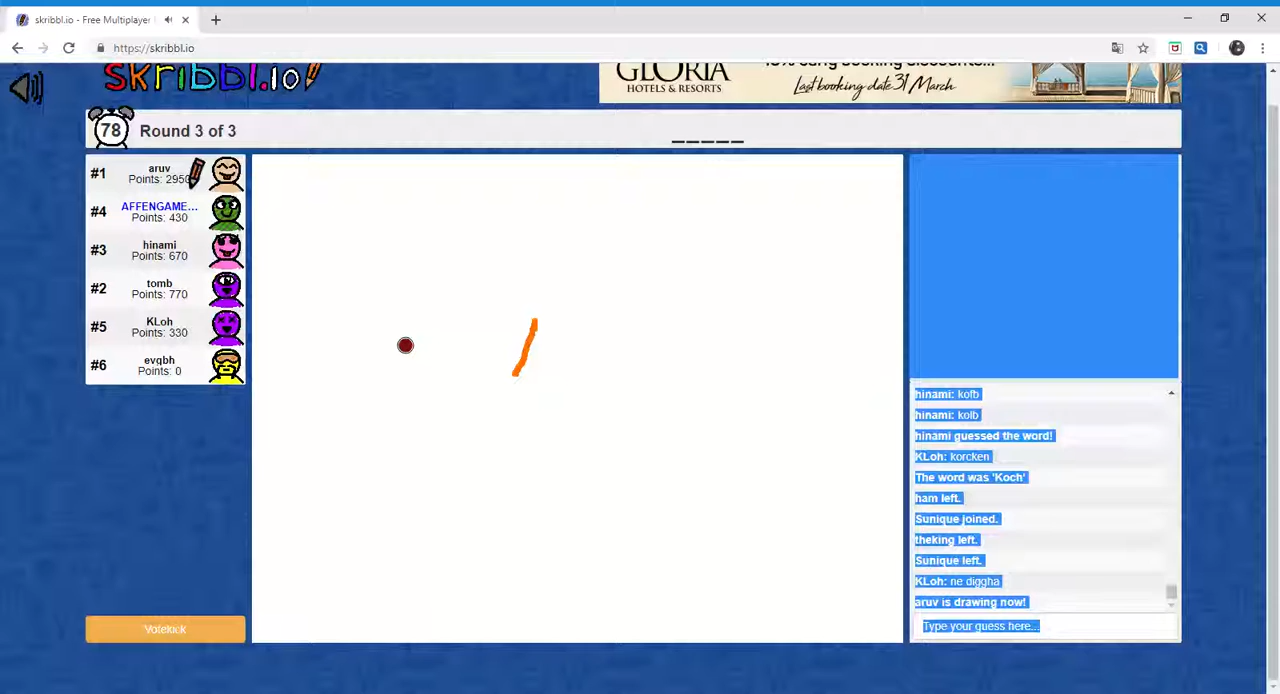 skribbl.io - Free Multiplayer
https://skribbl.io
skribbl.io
GLORIA
HOTELS & RESORTS
Last booking date 31 March
78
Round 3 of 3
_____
#1 aruv
Points: 2950
#4 AFFENGAME...
Points: 430
#3 hinami
Points: 670
#2 tomb
Points: 770
#5 KLoh
Points: 330
#6 evqbh
Points: 0
Votekick
hinami: kofb
hinami: kolb
hinami guessed the word!
KLoh: korcken
The word was 'Koch'
ham left.
Sunique joined.
theking left.
Sunique left.
KLoh: ne diggha
aruv is drawing now!
Type your guess here...